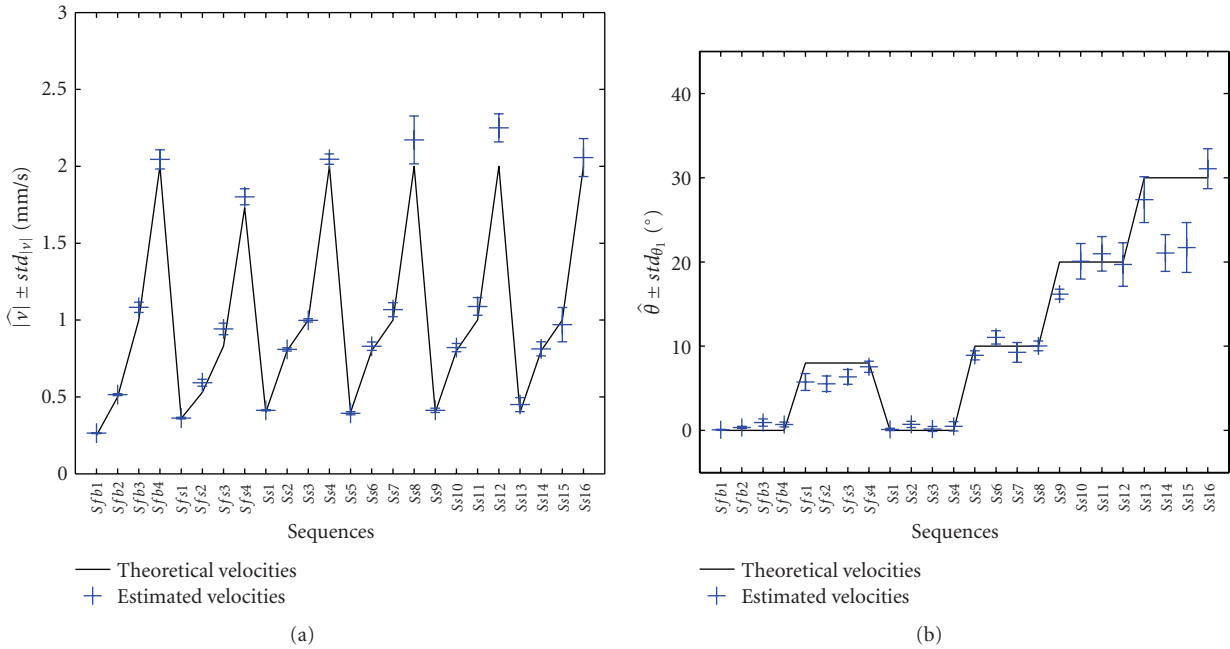 3
2.5
2
1.5
1
0.5
0
|v|̂ ± std|v| (mm/s)
Sfb1 Sfb2 Sfb3 Sfb4 Sfs1 Sfs2 Sfs3 Sfs4 Ss1 Ss2 Ss3 Ss4 Ss5 Ss6 Ss7 Ss8 Ss9 Ss10 Ss11 Ss12 Ss13 Ss14 Ss15 Ss16
Sequences
Theoretical velocities
Estimated velocities
(a)
40
30
20
10
0
θ̂ ± stdθ1 (°)
Sfb1 Sfb2 Sfb3 Sfb4 Sfs1 Sfs2 Sfs3 Sfs4 Ss1 Ss2 Ss3 Ss4 Ss5 Ss6 Ss7 Ss8 Ss9 Ss10 Ss11 Ss12 Ss13 Ss14 Ss15 Ss16
Sequences
Theoretical velocities
Estimated velocities
(b)